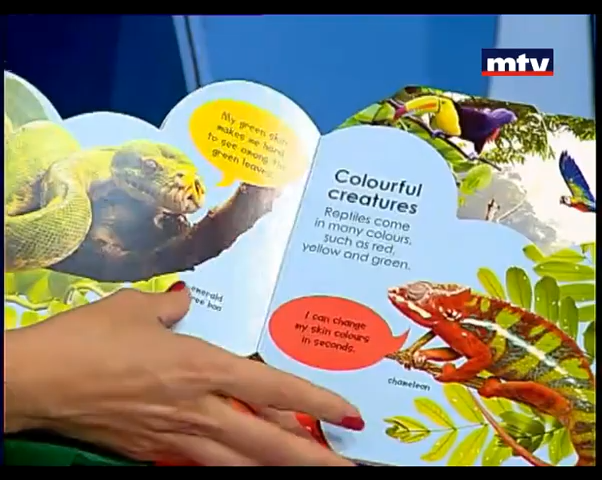 mtv
My green skin
makes me hard
to see among the
green leaves.
emerald
tree boa
Colourful
creatures
Reptiles come
in many colours,
such as red,
yellow and green.
I can change
my skin colours
in seconds.
chameleon